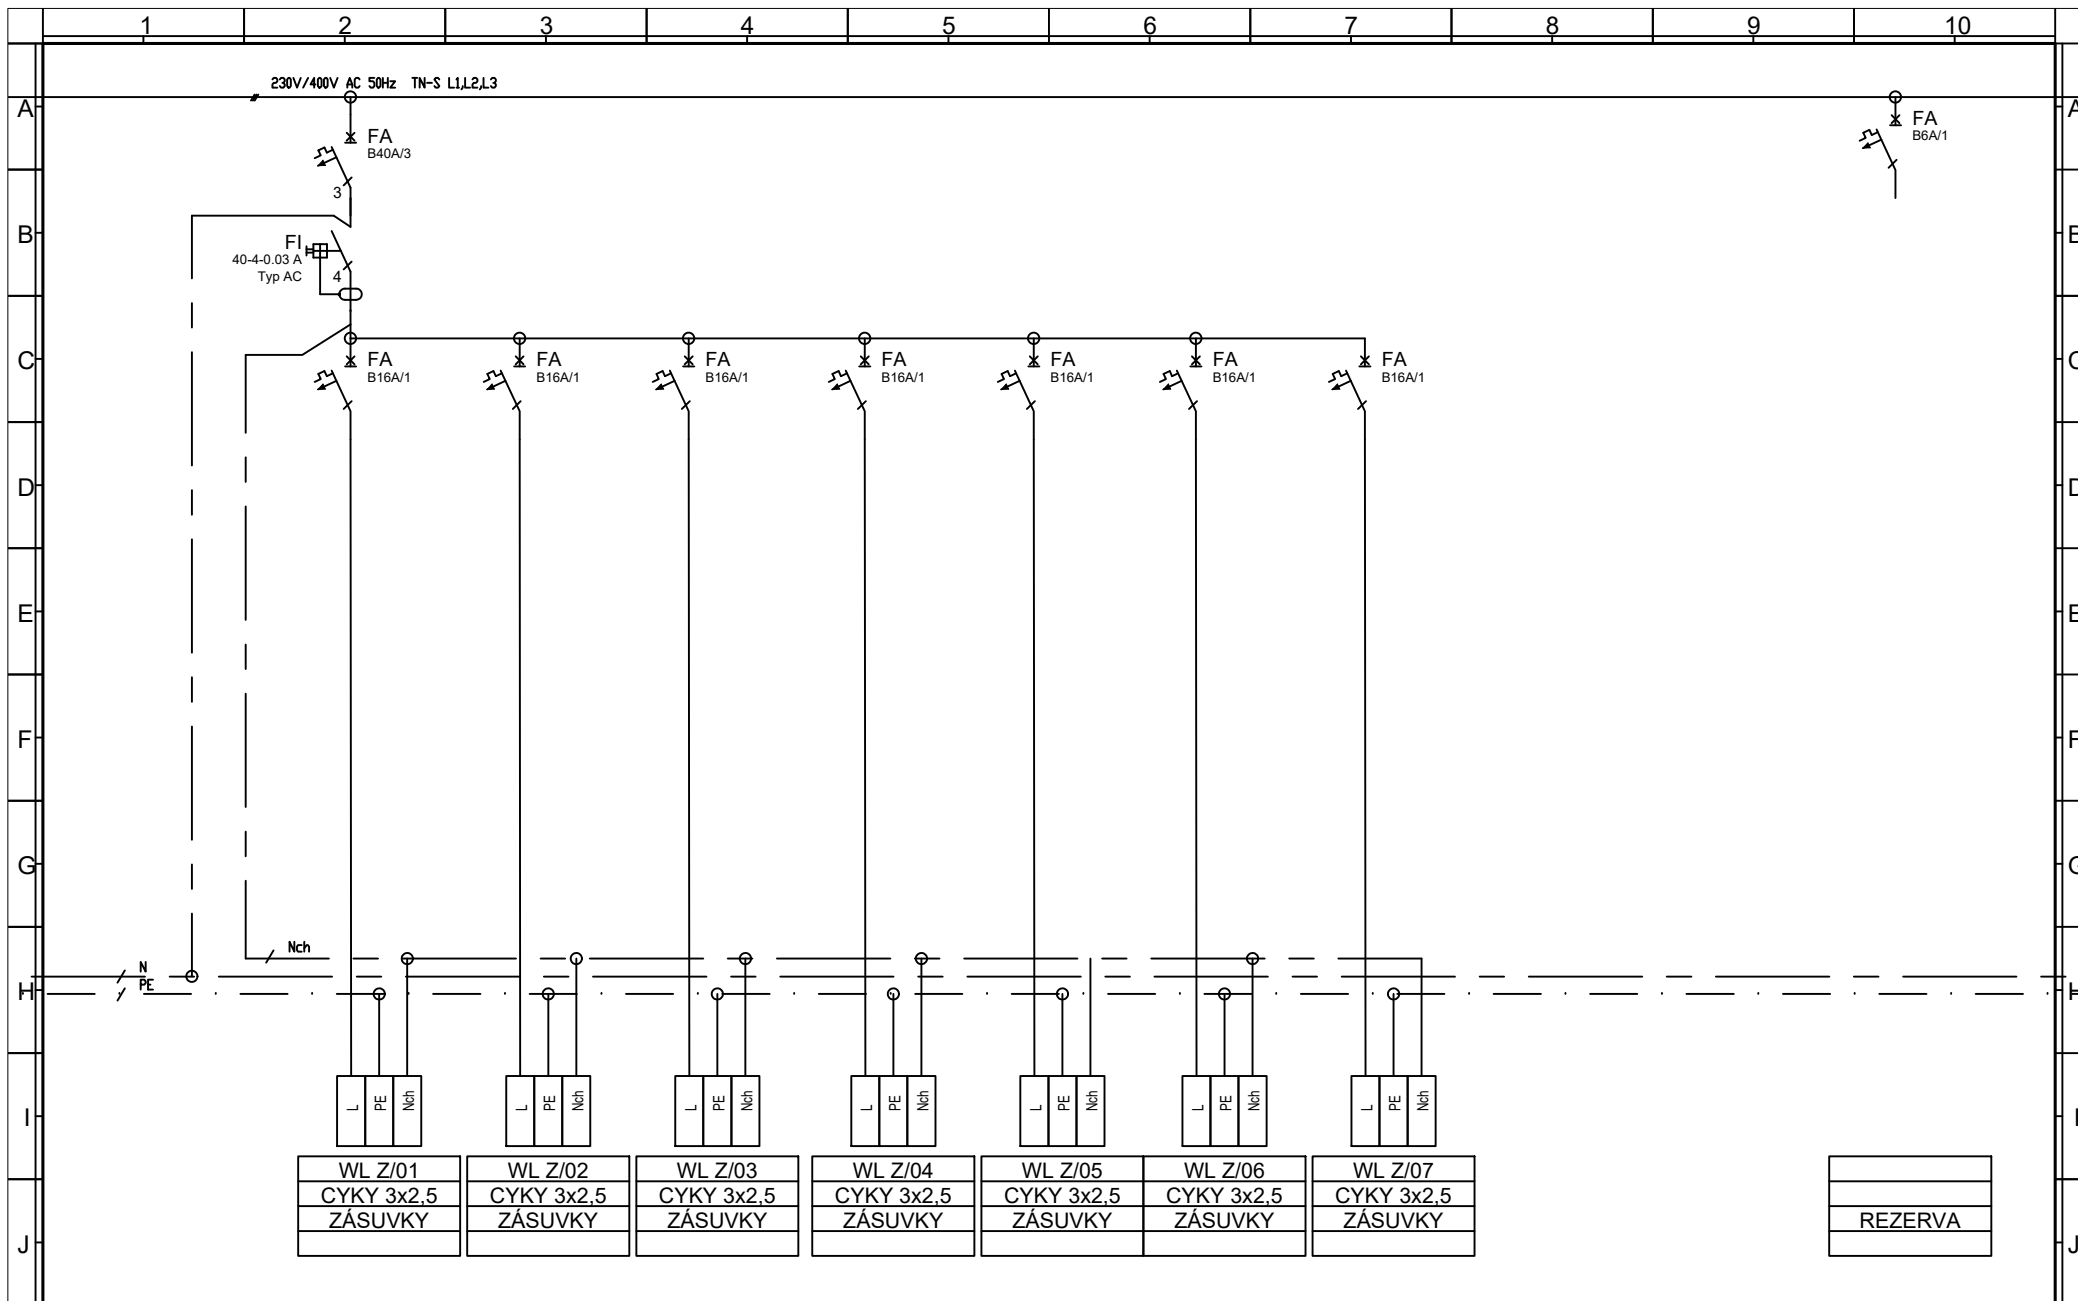 1 2 3 4 5 6 7 8 9 10
230V/400V AC 50Hz TN-S L1,L2,L3
A A
FA FA
B40A/3 B6A/1
3
B B
FI
40-4-0.03 A
Typ AC 4
C FA FA FA FA FA FA FA C
B16A/1 B16A/1 B16A/1 B16A/1 B16A/1 B16A/1 B16A/1
D D
E E
F F
G G
Nch
N
PE
H H
L PE Nch L PE Nch L PE Nch L PE Nch L PE Nch L PE Nch L PE Nch
I I
WL Z/01 WL Z/02 WL Z/03 WL Z/04 WL Z/05 WL Z/06 WL Z/07
CYKY 3x2,5 CYKY 3x2,5 CYKY 3x2,5 CYKY 3x2,5 CYKY 3x2,5 CYKY 3x2,5 CYKY 3x2,5
ZÁSUVKY ZÁSUVKY ZÁSUVKY ZÁSUVKY ZÁSUVKY ZÁSUVKY ZÁSUVKY REZERVA
J J